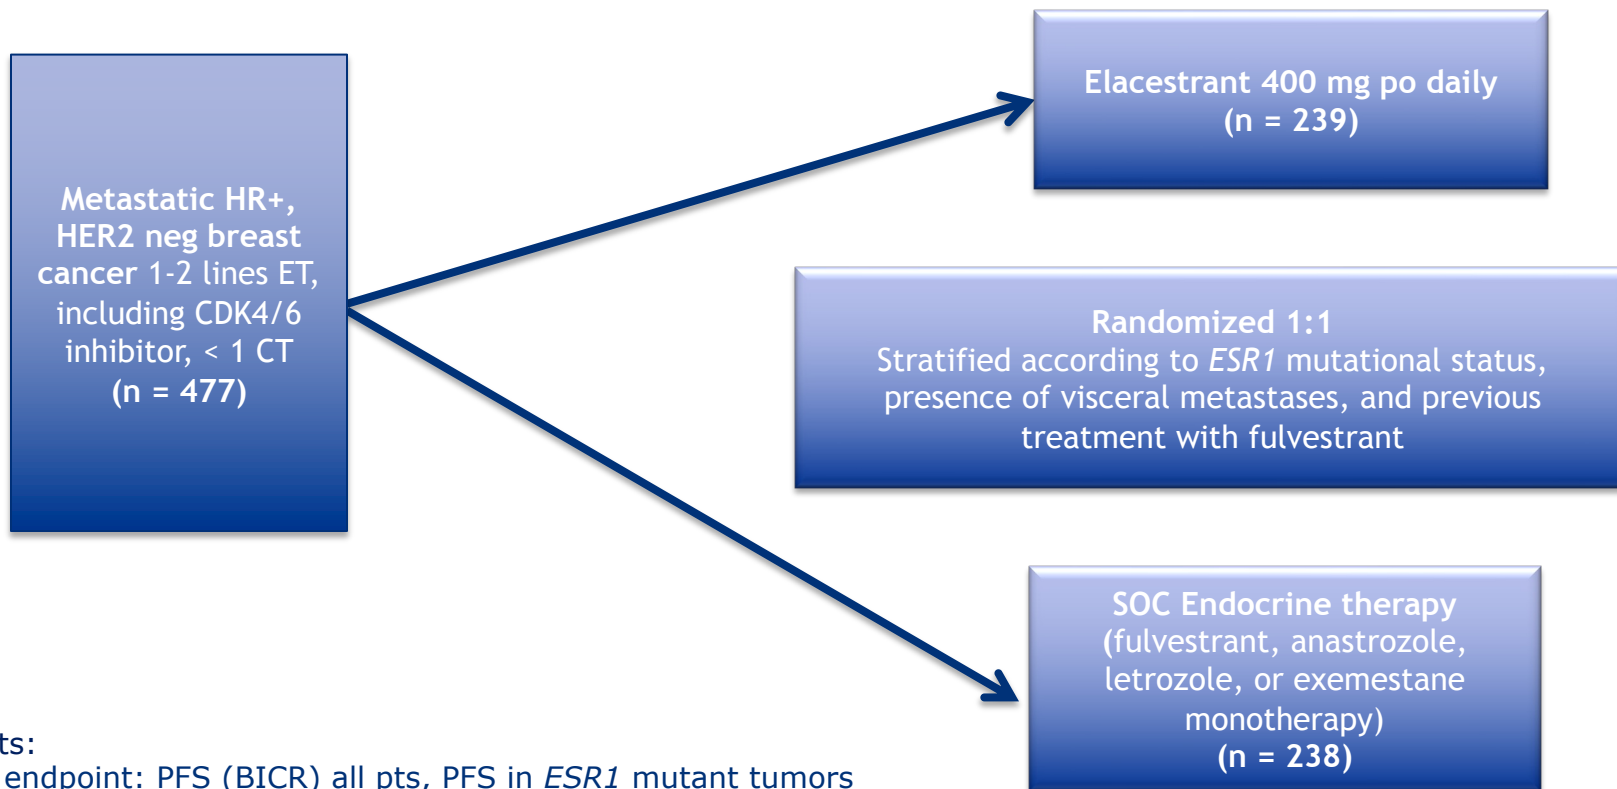 Metastatic HR+,
HER2 neg breast
cancer 1-2 lines ET,
including CDK4/6
inhibitor, < 1 CT
(n = 477)
Elacestrant 400 mg po daily
(n = 239)
Randomized 1:1
Stratified according to ESR1 mutational status,
presence of visceral metastases, and previous
treatment with fulvestrant
SOC Endocrine therapy
(fulvestrant, anastrozole,
letrozole, or exemestane
monotherapy)
(n = 238)
ts:
endpoint: PFS (BICR) all pts, PFS in ESR1 mutant tumors